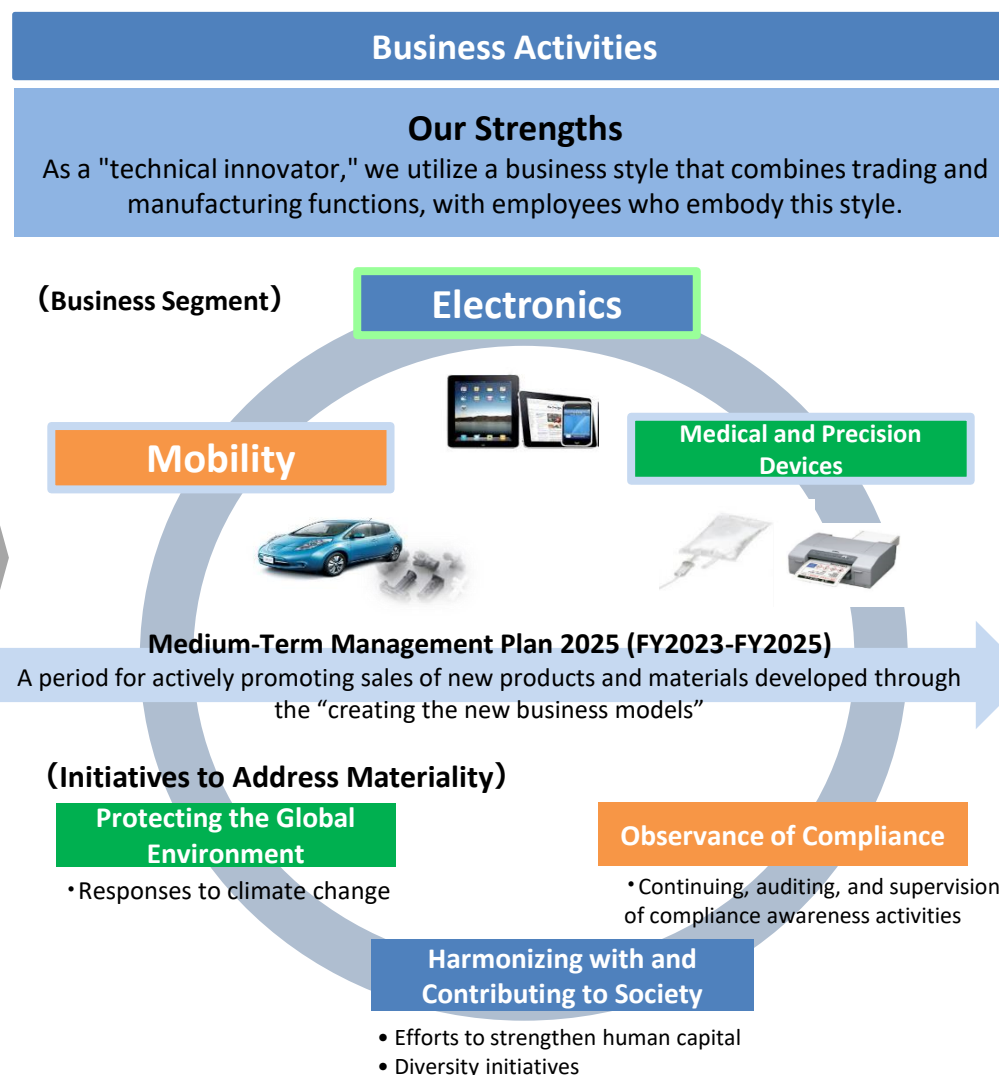 Business Activities
Our Strengths
As a "technical innovator," we utilize a business style that combines trading and
manufacturing functions, with employees who embody this style.
(Business Segment)
Electronics
Mobility
Medical and Precision
Devices
Medium-Term Management Plan 2025 (FY2023-FY2025)
A period for actively promoting sales of new products and materials developed through
the “creating the new business models”
(Initiatives to Address Materiality)
Protecting the Global
Environment
・Responses to climate change
Observance of Compliance
・Continuing, auditing, and supervision
of compliance awareness activities
Harmonizing with and
Contributing to Society
• Efforts to strengthen human capital
• Diversity initiatives